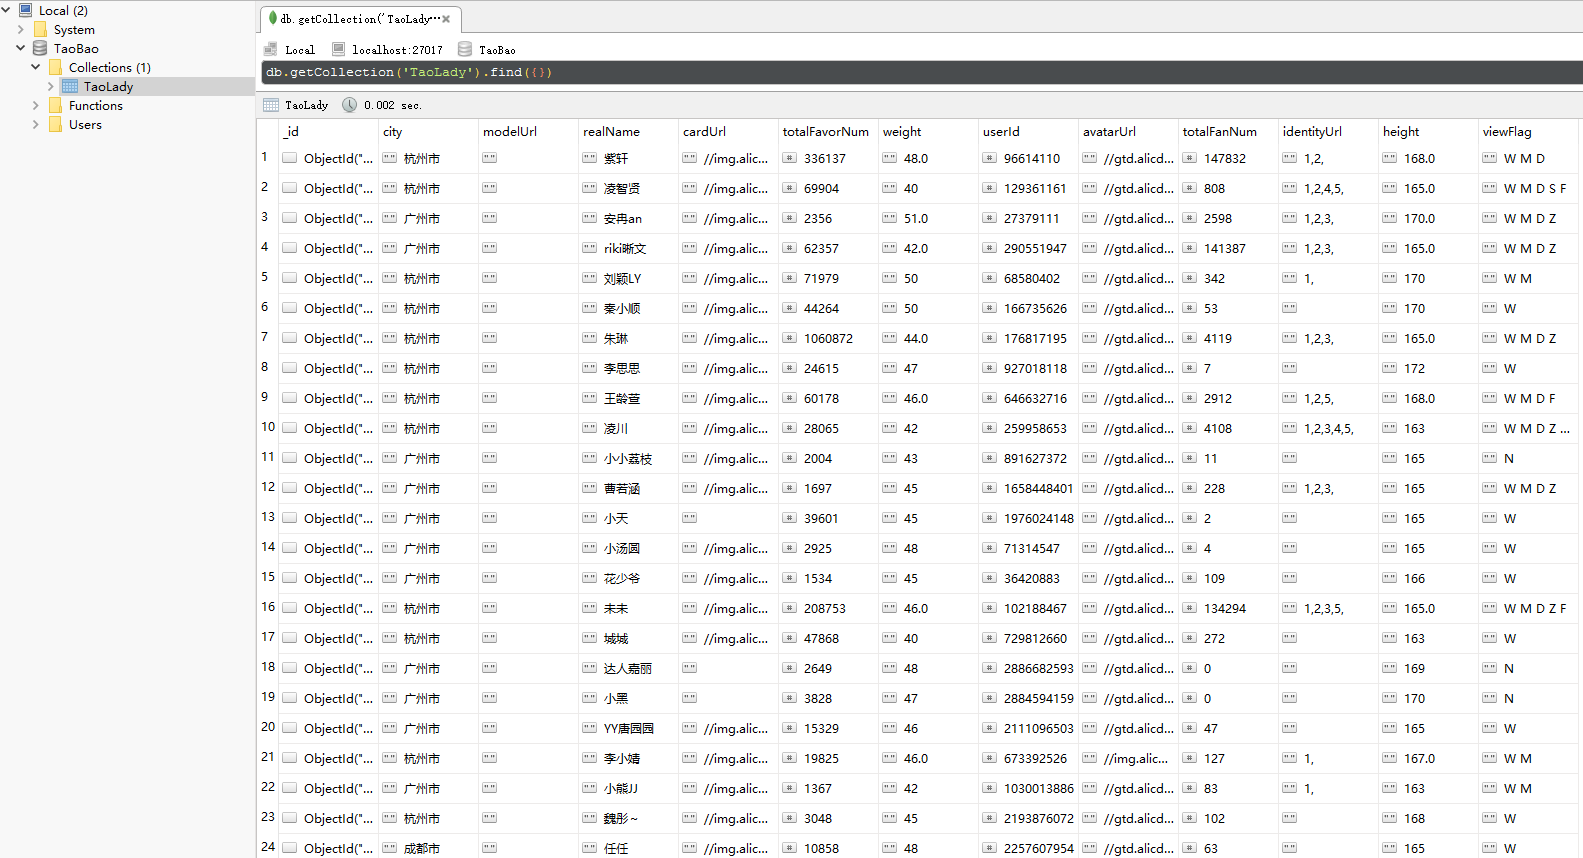 Local (2)
System
TaoBao
Collections (1)
TaoLady
Functions
Users
db.getCollection('TaoLady…
Local localhost:27017 TaoBao
db.getCollection('TaoLady').find({})
TaoLady 0.002 sec.
_id city modelUrl realName cardUrl totalFavorNum weight userId avatarUrl totalFanNum identityUrl height viewFlag
1 ObjectId("... 杭州市 紫轩 //img.alic... 336137 48.0 96614110 //gtd.alicd... 147832 1,2, 168.0 W M D
2 ObjectId("... 杭州市 凌智贤 //img.alic... 69904 40 129361161 //gtd.alicd... 808 1,2,4,5, 165.0 W M D S F
3 ObjectId("... 广州市 安冉an //img.alic... 2356 51.0 27379111 //gtd.alicd... 2598 1,2,3, 170.0 W M D Z
4 ObjectId("... 广州市 riki晰文 //img.alic... 62357 42.0 290551947 //gtd.alicd... 141387 1,2,3, 165.0 W M D Z
5 ObjectId("... 杭州市 刘颖LY //img.alic... 71979 50 68580402 //gtd.alicd... 342 1, 170 W M
6 ObjectId("... 杭州市 秦小顺 //img.alic... 44264 50 166735626 //gtd.alicd... 53 170 W
7 ObjectId("... 杭州市 朱琳 //img.alic... 1060872 44.0 176817195 //gtd.alicd... 4119 1,2,3, 165.0 W M D Z
8 ObjectId("... 杭州市 李思思 //img.alic... 24615 47 927018118 //gtd.alicd... 7 172 W
9 ObjectId("... 杭州市 王龄萱 //img.alic... 60178 46.0 646632716 //gtd.alicd... 2912 1,2,5, 168.0 W M D F
10 ObjectId("... 杭州市 凌川 //img.alic... 28065 42 259958653 //gtd.alicd... 4108 1,2,3,4,5, 163 W M D Z ...
11 ObjectId("... 广州市 小小荔枝 //img.alic... 2004 43 891627372 //gtd.alicd... 11 165 N
12 ObjectId("... 广州市 曹若涵 //img.alic... 1697 45 1658448401 //gtd.alicd... 228 1,2,3, 165 W M D Z
13 ObjectId("... 广州市 小天 39601 45 1976024148 //gtd.alicd... 2 165 W
14 ObjectId("... 广州市 小汤圆 //img.alic... 2925 48 71314547 //gtd.alicd... 4 165 W
15 ObjectId("... 广州市 花少爷 //img.alic... 1534 45 36420883 //gtd.alicd... 109 166 W
16 ObjectId("... 杭州市 未未 //img.alic... 208753 46.0 102188467 //gtd.alicd... 134294 1,2,3,5, 165.0 W M D Z F
17 ObjectId("... 杭州市 城城 //img.alic... 47868 40 729812660 //gtd.alicd... 272 163 W
18 ObjectId("... 广州市 达人嘉丽 2649 48 2886682593 //gtd.alicd... 0 169 N
19 ObjectId("... 广州市 小黑 3828 47 2884594159 //gtd.alicd... 0 170 N
20 ObjectId("... 广州市 YY唐园园 //img.alic... 15329 46 2111096503 //gtd.alicd... 47 165 W
21 ObjectId("... 杭州市 李小婧 //img.alic... 19825 46.0 673392526 //img.alic... 127 1, 167.0 W M
22 ObjectId("... 广州市 小熊JJ //img.alic... 1367 42 1030013886 //gtd.alicd... 83 1, 163 W M
23 ObjectId("... 杭州市 魏彤~ //img.alic... 3048 45 2193876072 //gtd.alicd... 102 168 W
24 ObjectId("... 成都市 任任 //img.alic... 10858 48 2257607954 //gtd.alicd... 63 165 W